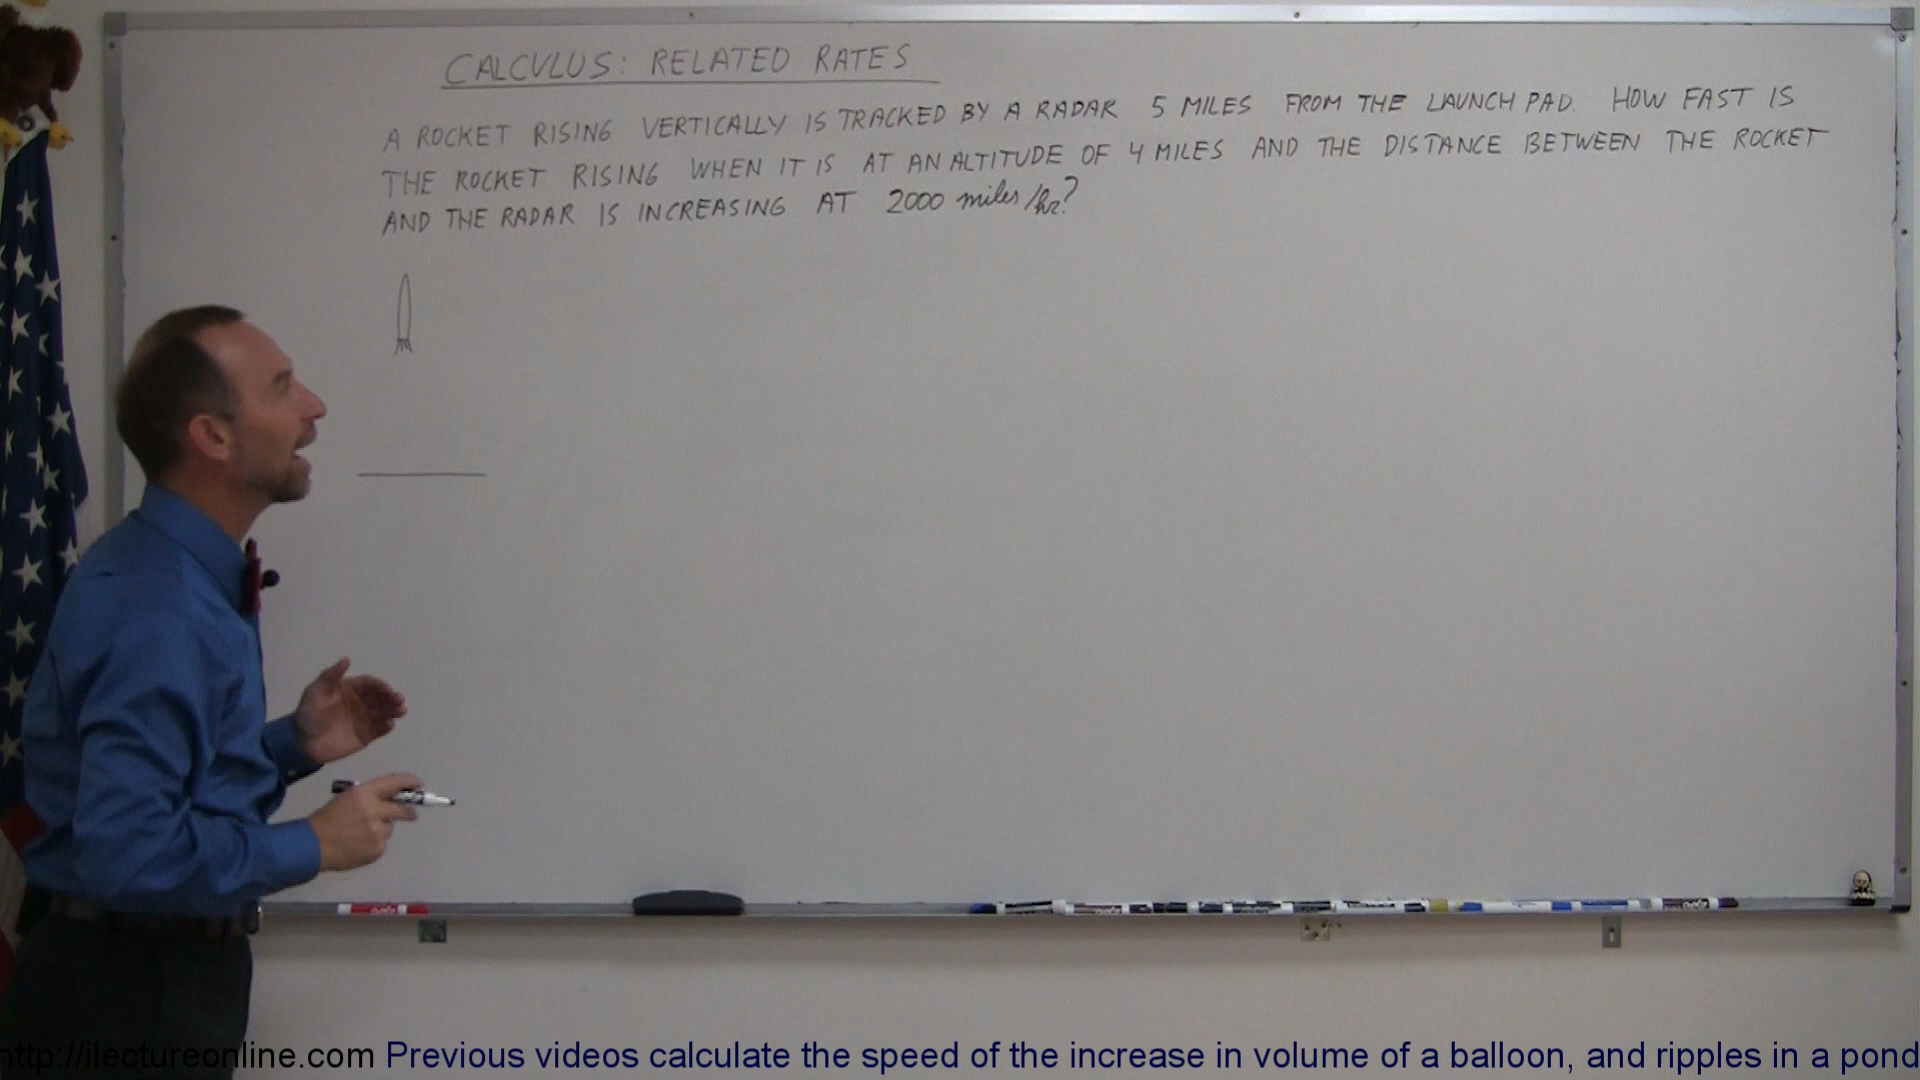 CALCULUS: RELATED RATES
A ROCKET RISING VERTICALLY IS TRACKED BY A RADAR 5 MILES FROM THE LAUNCH PAD. HOW FAST IS
THE ROCKET RISING WHEN IT IS AT AN ALTITUDE OF 4 MILES AND THE DISTANCE BETWEEN THE ROCKET
AND THE RADAR IS INCREASING AT 2000 miles/hr?
http://ilectureonline.com Previous videos calculate the speed of the increase in volume of a balloon, and ripples in a pond